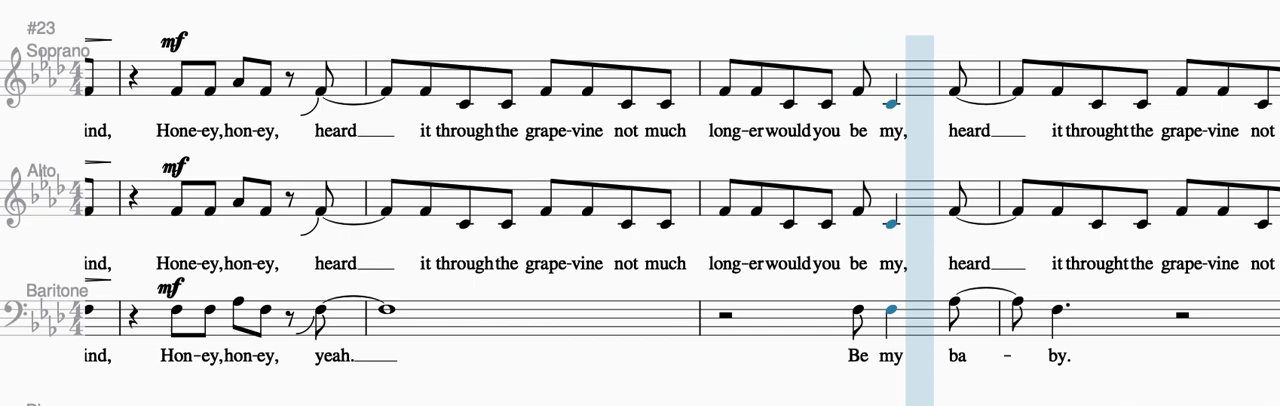 #23
Soprano
mf
ind, Hone-ey, hon-ey, heard it through the grape-vine not much long-er would you be my, heard it throught the grape-vine not
Alto
mf
ind, Hone-ey, hon-ey, heard it through the grape-vine not much long-er would you be my, heard it throught the grape-vine not
Baritone
mf
ind, Hon-ey, hon-ey, yeah. Be my ba - by.